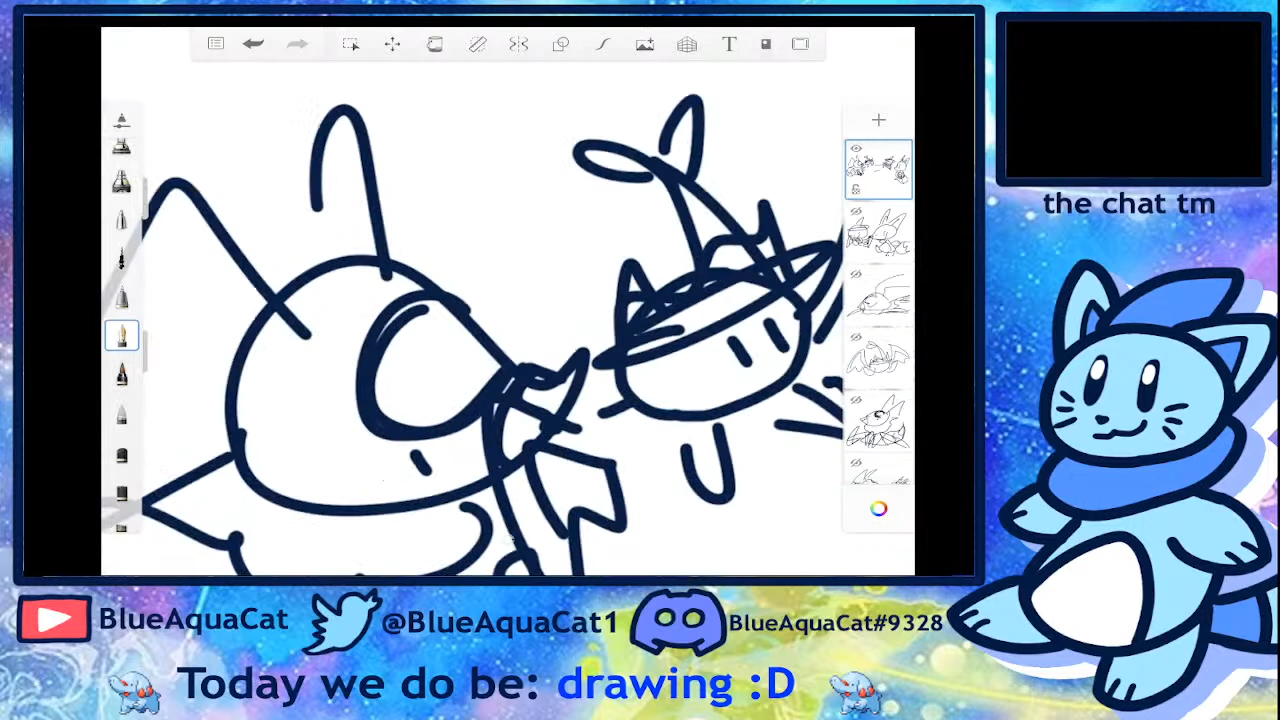 T
the chat tm
BlueAquaCat
@BlueAquaCat1
BlueAquaCat#9328
Today we do be: drawing :D